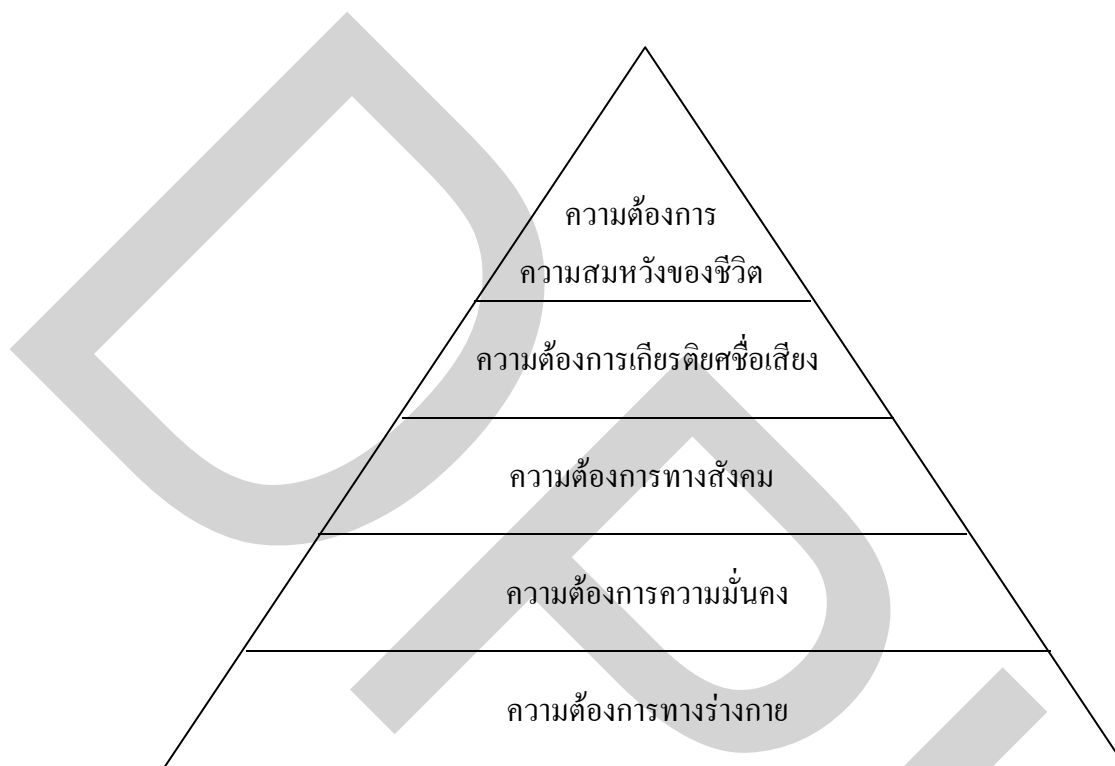 ความต้องการ
ความสมหวังของชีวิต
ความต้องการเกียรติยศชื่อเสียง
ความต้องการทางสังคม
ความต้องการความมั่นคง
ความต้องการทางร่างกาย